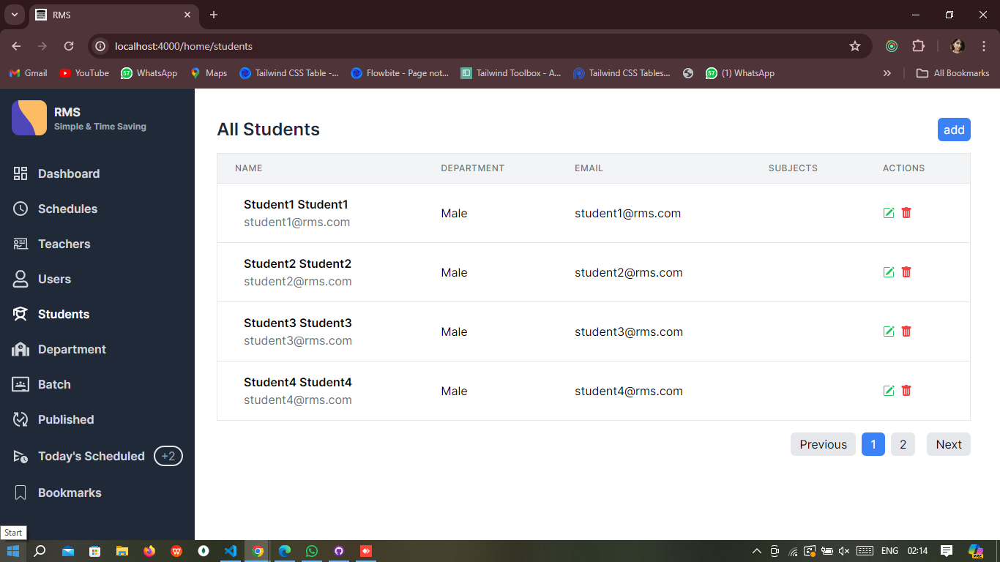 RMS
localhost:4000/home/students
Gmail
YouTube
57 WhatsApp
Maps
Tailwind CSS Table -...
Flowbite - Page not...
Tailwind Toolbox - A...
Tailwind CSS Tables...
57 (1) WhatsApp
All Bookmarks
RMS
Simple & Time Saving
Dashboard
Schedules
Teachers
Users
Students
Department
Batch
Published
Today's Scheduled +2
Bookmarks
All Students
add
NAME DEPARTMENT EMAIL SUBJECTS ACTIONS
Student1 Student1
student1@rms.com
Male
student1@rms.com
Student2 Student2
student2@rms.com
Male
student2@rms.com
Student3 Student3
student3@rms.com
Male
student3@rms.com
Student4 Student4
student4@rms.com
Male
student4@rms.com
Previous 1 2 Next
Start
ENG 02:14
PRE